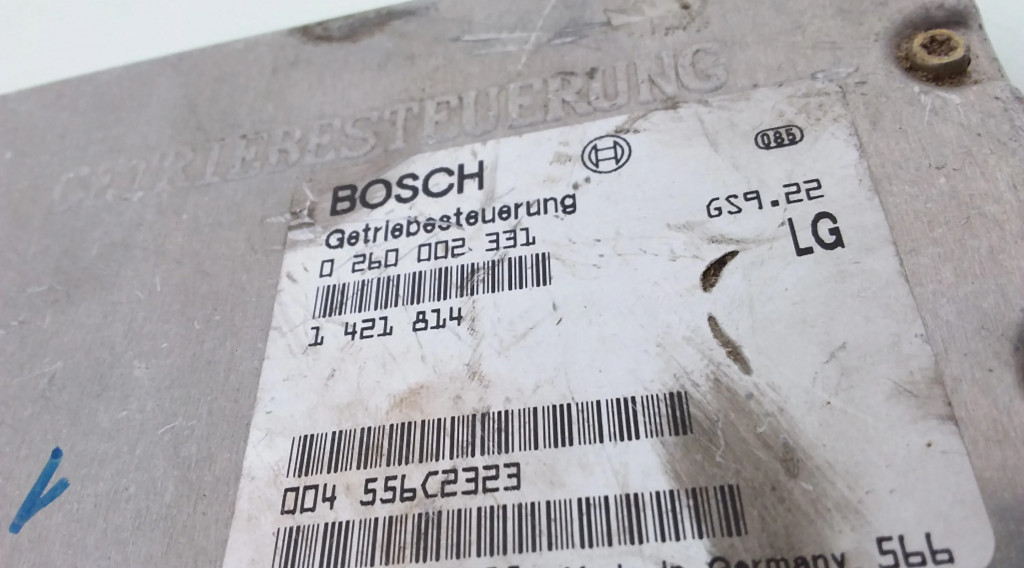 GETRIEBESTEUERUNG
BOSCH
085
Getriebesteuerung
GS9.22
0 260 002 331
LG
1 421 814
004 556C2323
Germany 566